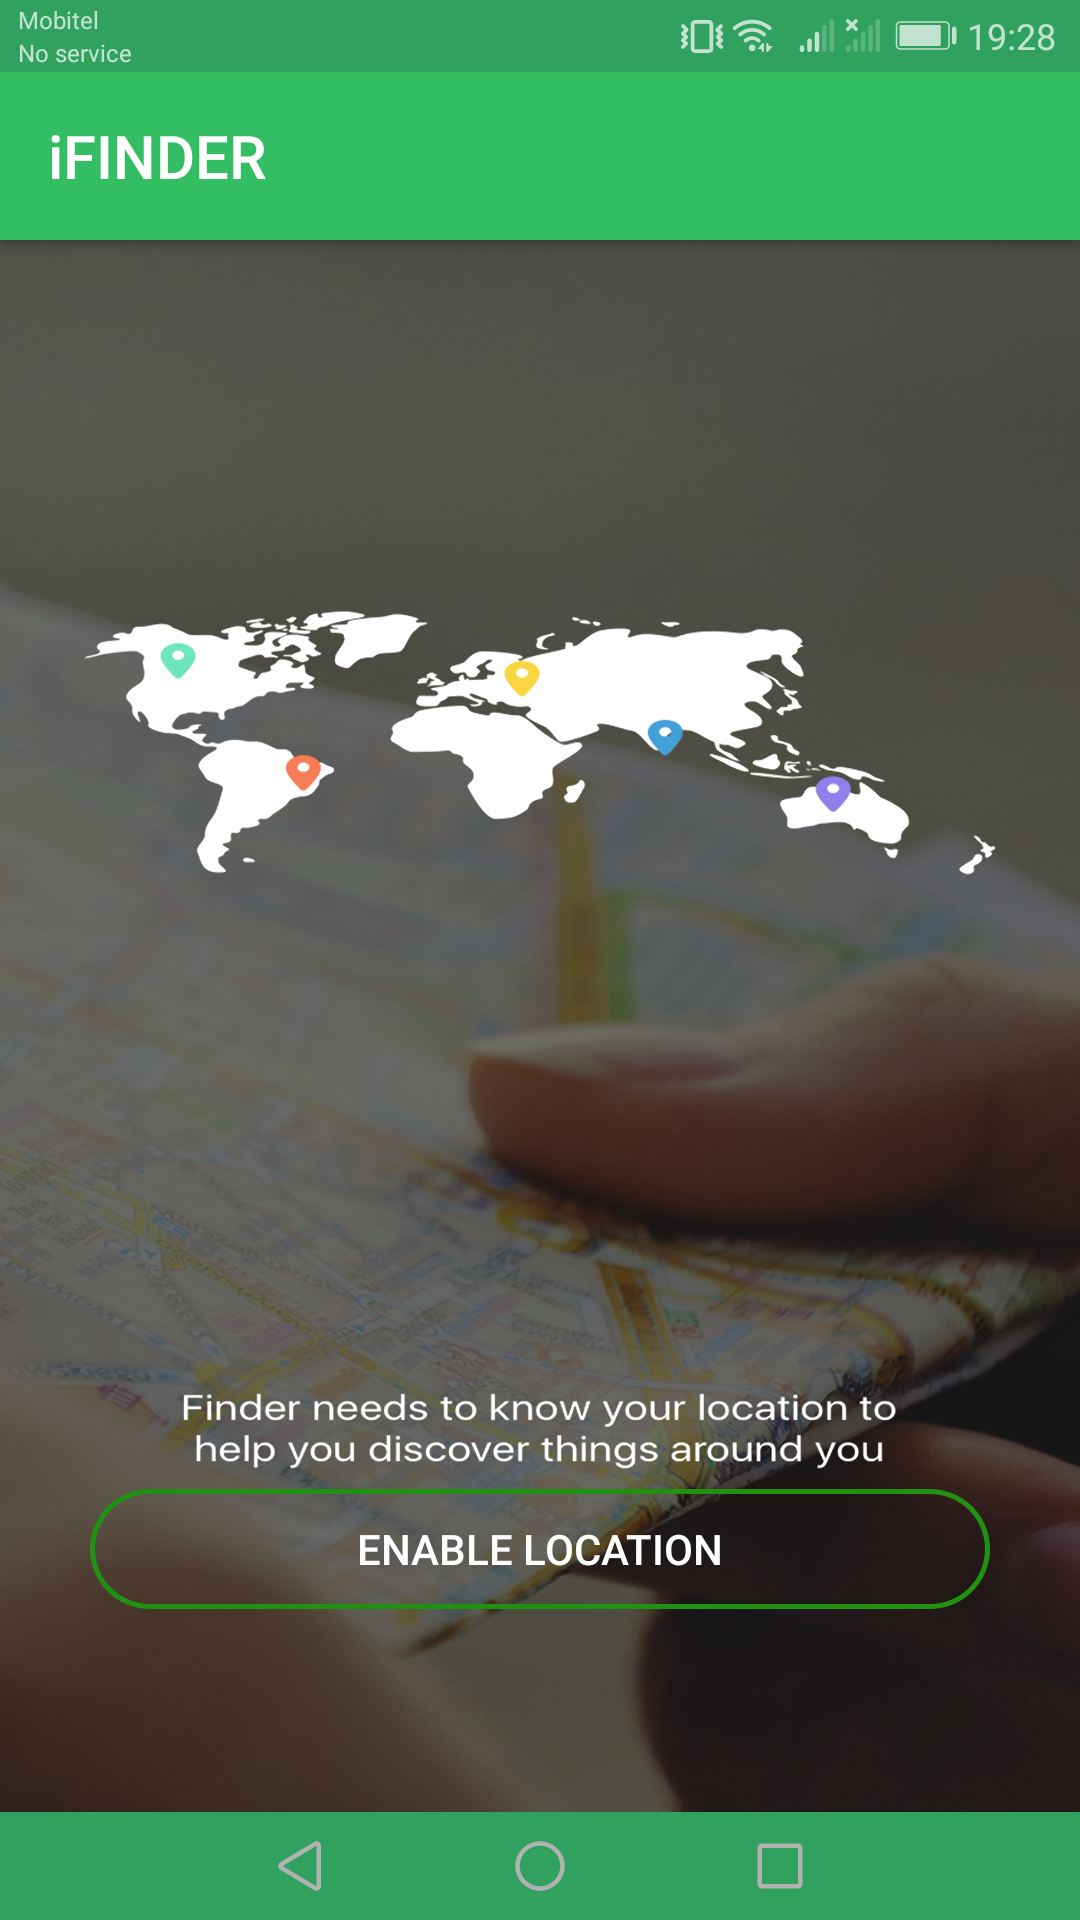 Mobitel
No service
19:28
iFINDER
Finder needs to know your location to
help you discover things around you
ENABLE LOCATION